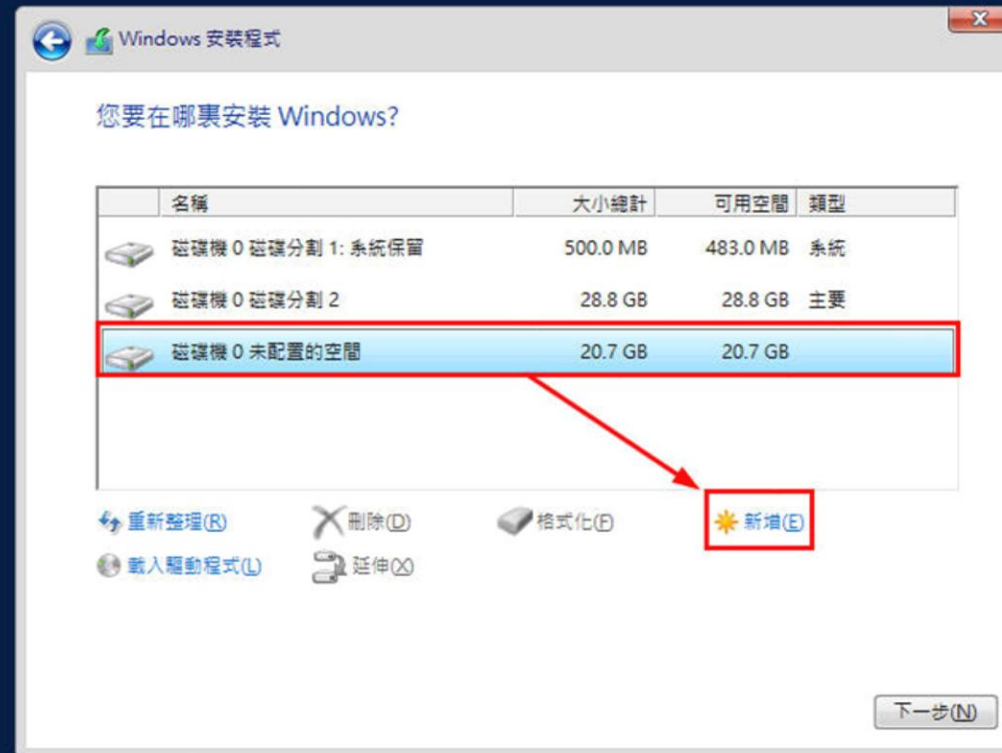 Windows 安裝程式
您要在哪裏安裝 Windows?
名稱 大小總計 可用空間 類型
磁碟機 0 磁碟分割 1: 系統保留 500.0 MB 483.0 MB 系統
磁碟機 0 磁碟分割 2 28.8 GB 28.8 GB 主要
磁碟機 0 未配置的空間 20.7 GB 20.7 GB
重新整理(R) 刪除(D) 格式化(F) 新增(E)
載入驅動程式(L) 延伸(X)
下一步(N)